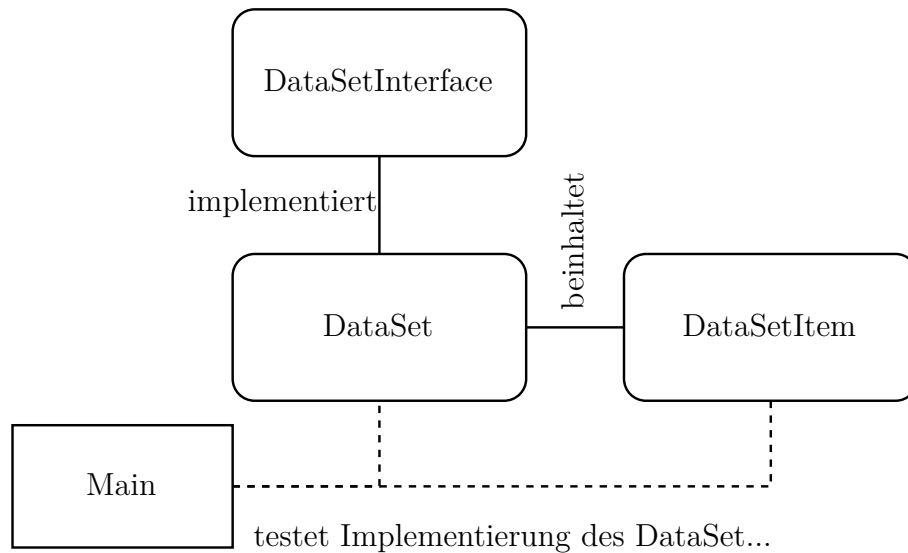 DataSetInterface
implementiert
beinhaltet
DataSet
DataSetItem
Main
testet Implementierung des DataSet...